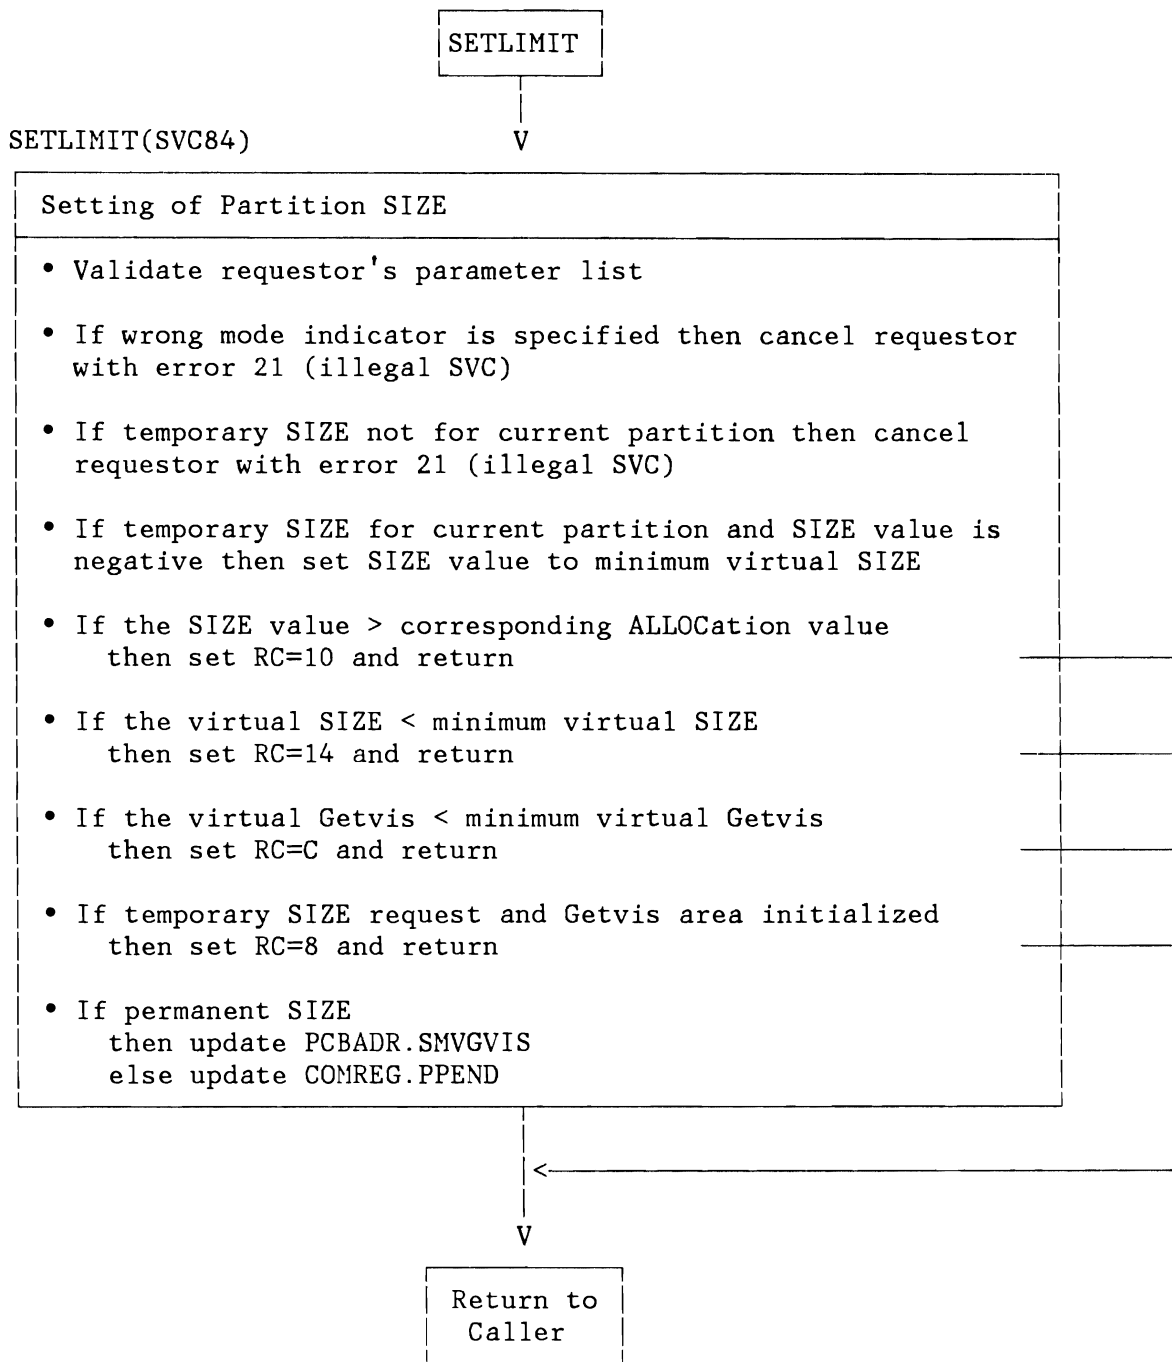 SETLIMIT
V
SETLIMIT(SVC84)
Setting of Partition SIZE
• Validate requestor's parameter list
• If wrong mode indicator is specified then cancel requestor
with error 21 (illegal SVC)
• If temporary SIZE not for current partition then cancel
requestor with error 21 (illegal SVC)
• If temporary SIZE for current partition and SIZE value is
negative then set SIZE value to minimum virtual SIZE
• If the SIZE value > corresponding ALLOCation value
then set RC=10 and return
• If the virtual SIZE < minimum virtual SIZE
then set RC=14 and return
• If the virtual Getvis < minimum virtual Getvis
then set RC=C and return
• If temporary SIZE request and Getvis area initialized
then set RC=8 and return
• If permanent SIZE
then update PCBADR.SMVGVIS
else update COMREG.PPEND
<
V
Return to
Caller